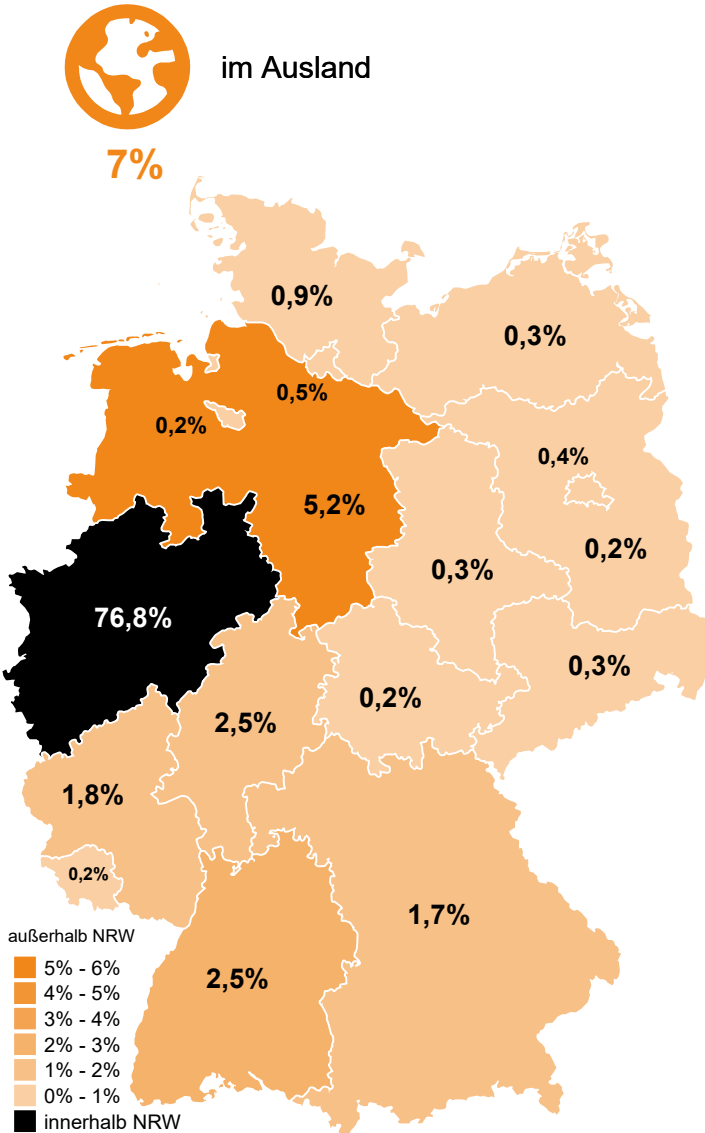 im Ausland
7%
0,9%
0,3%
0,5%
0,2%
0,4%
5,2%
0,2%
0,3%
76,8%
0,3%
0,2%
2,5%
1,8%
0,2%
1,7%
2,5%
außerhalb NRW
5% - 6%
4% - 5%
3% - 4%
2% - 3%
1% - 2%
0% - 1%
innerhalb NRW